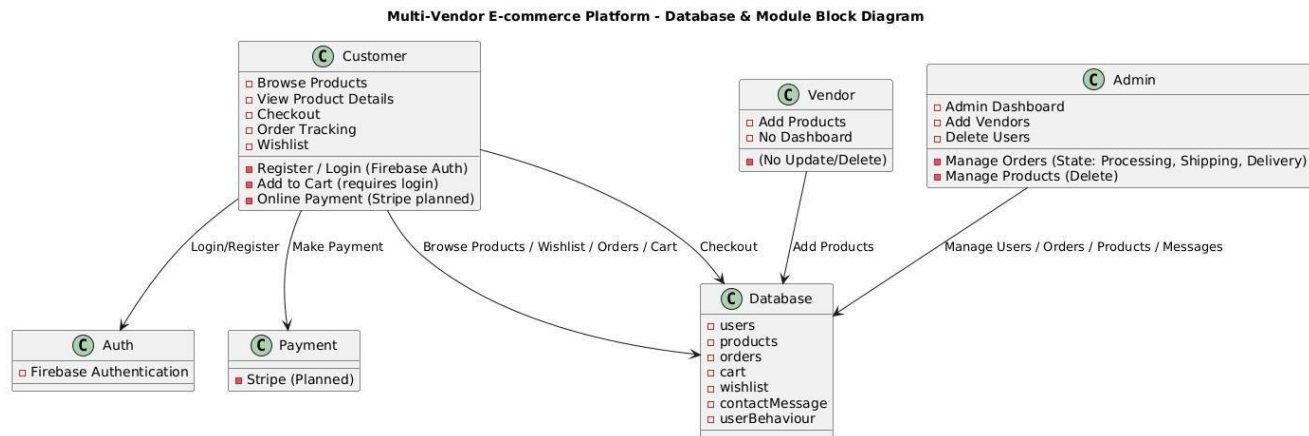 Multi-Vendor E-commerce Platform - Database & Module Block Diagram
C Customer
Browse Products
View Product Details
Checkout
Order Tracking
Wishlist
Register / Login (Firebase Auth)
Add to Cart (requires login)
Online Payment (Stripe planned)
C Vendor
Add Products
No Dashboard
(No Update/Delete)
C Admin
Admin Dashboard
Add Vendors
Delete Users
Manage Orders (State: Processing, Shipping, Delivery)
Manage Products (Delete)
Login/Register
Make Payment
Browse Products / Wishlist / Orders / Cart
Checkout
Add Products
Manage Users / Orders / Products / Messages
C Auth
Firebase Authentication
C Payment
Stripe (Planned)
C Database
users
products
orders
cart
wishlist
contactMessage
userBehaviour